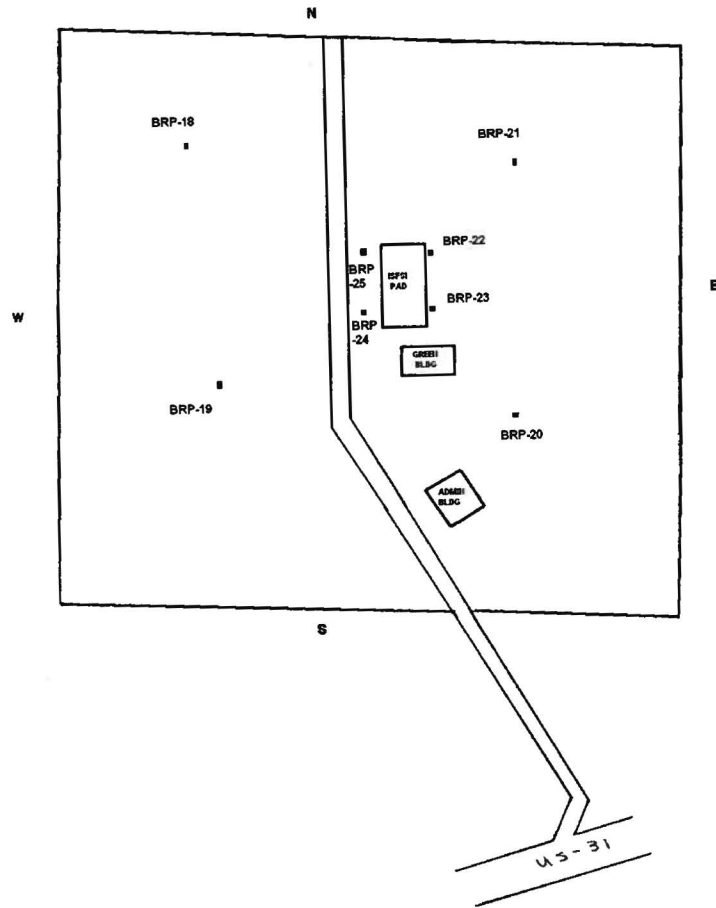 N
BRP-18
BRP-21
BRP-22
BRP
-25
ISFSI
PAD
W
E
BRP-23
BRP
-24
GREEN
BLDG
BRP-19
BRP-20
ADMIN
BLDG
S
US-31